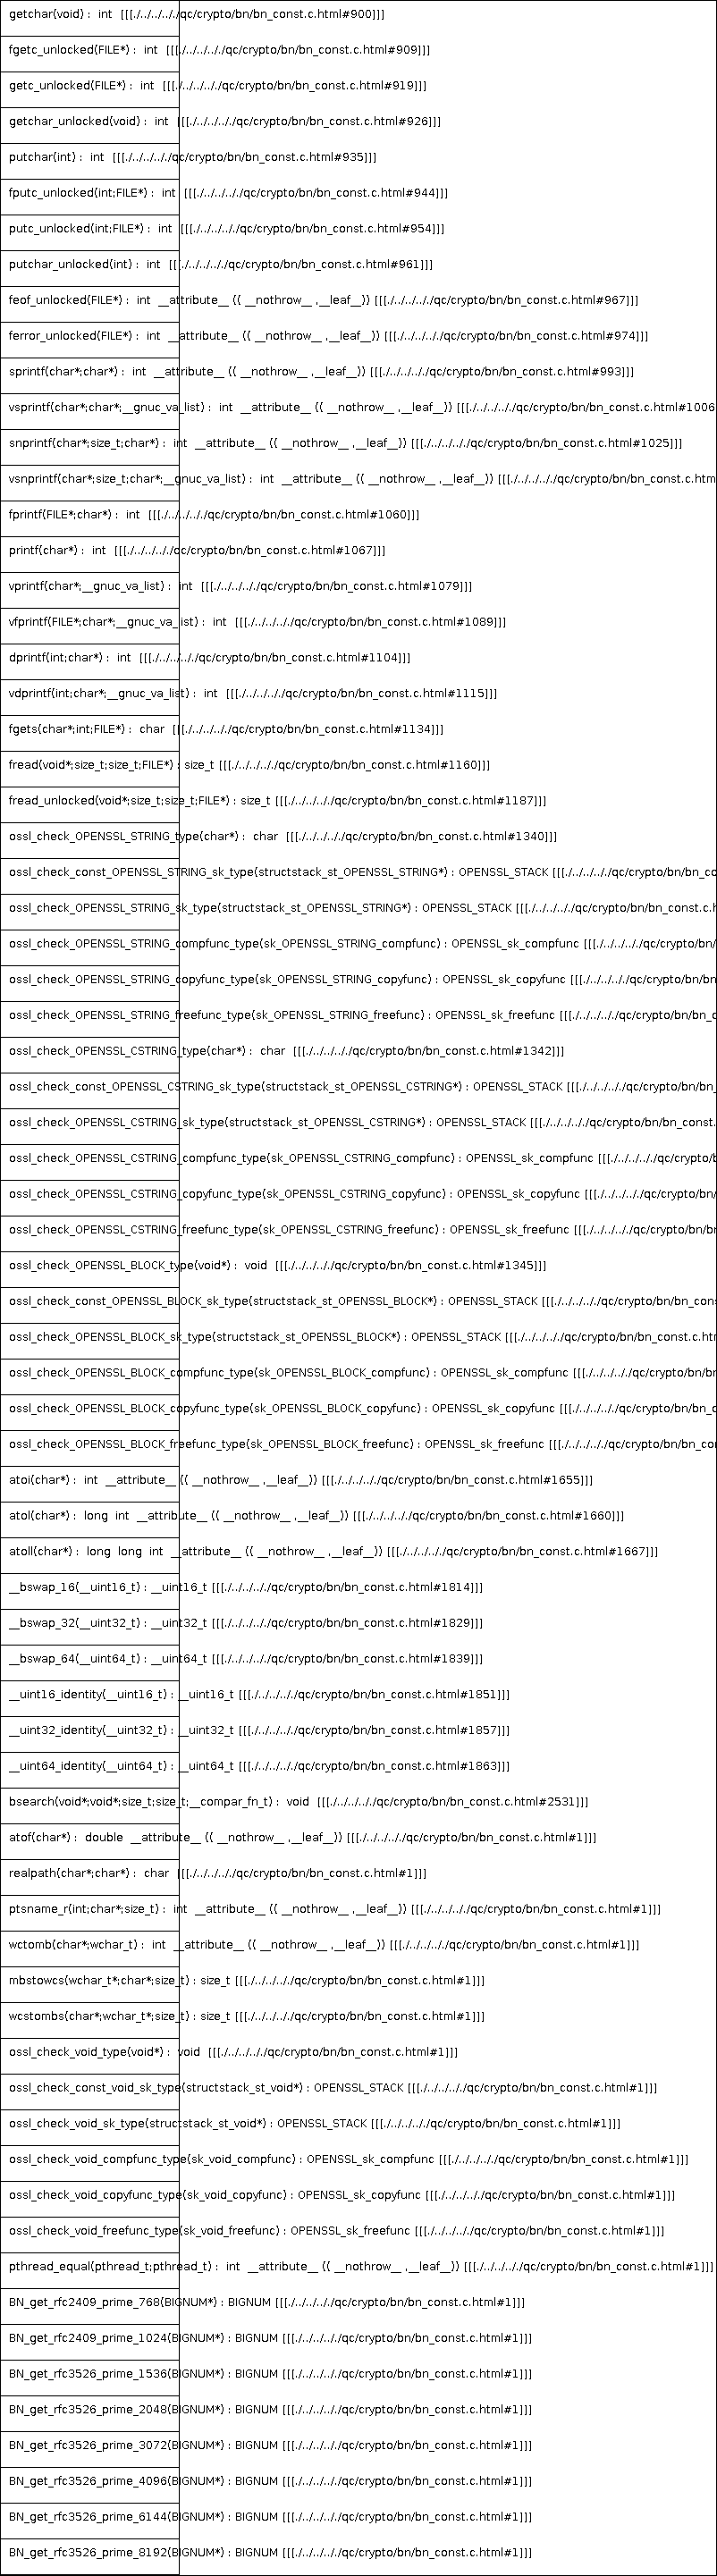 getchar(void) : int [[[./../../../qc/crypto/bn/bn_const.c.html#900]]]
fgetc_unlocked(FILE*) : int [[[./../../../qc/crypto/bn/bn_const.c.html#909]]]
getc_unlocked(FILE*) : int [[[./../../../qc/crypto/bn/bn_const.c.html#919]]]
getchar_unlocked(void) : int [[[./../../../qc/crypto/bn/bn_const.c.html#926]]]
putchar(int) : int [[[./../../../qc/crypto/bn/bn_const.c.html#935]]]
fputc_unlocked(int;FILE*) : int [[[./../../../qc/crypto/bn/bn_const.c.html#944]]]
putc_unlocked(int;FILE*) : int [[[./../../../qc/crypto/bn/bn_const.c.html#954]]]
putchar_unlocked(int) : int [[[./../../../qc/crypto/bn/bn_const.c.html#961]]]
feof_unlocked(FILE*) : int __attribute__ (( __nothrow__ ,__leaf__)) [[[./../../../qc/crypto/bn/bn_const.c.html#967]]]
ferror_unlocked(FILE*) : int __attribute__ (( __nothrow__ ,__leaf__)) [[[./../../../qc/crypto/bn/bn_const.c.html#974]]]
sprintf(char*;char*) : int __attribute__ (( __nothrow__ ,__leaf__)) [[[./../../../qc/crypto/bn/bn_const.c.html#993]]]
vsprintf(char*;char*;__gnuc_va_list) : int __attribute__ (( __nothrow__ ,__leaf__)) [[[./../../../qc/crypto/bn/bn_const.c.html#1006
snprintf(char*;size_t;char*) : int __attribute__ (( __nothrow__ ,__leaf__)) [[[./../../../qc/crypto/bn/bn_const.c.html#1025]]]
vsnprintf(char*;size_t;char*;__gnuc_va_list) : int __attribute__ (( __nothrow__ ,__leaf__)) [[[./../../../qc/crypto/bn/bn_const.c.htm
fprintf(FILE*;char*) : int [[[./../../../qc/crypto/bn/bn_const.c.html#1060]]]
printf(char*) : int [[[./../../../qc/crypto/bn/bn_const.c.html#1067]]]
vprintf(char*;__gnuc_va_list) : int [[[./../../../qc/crypto/bn/bn_const.c.html#1079]]]
vfprintf(FILE*;char*;__gnuc_va_list) : int [[[./../../../qc/crypto/bn/bn_const.c.html#1089]]]
dprintf(int;char*) : int [[[./../../../qc/crypto/bn/bn_const.c.html#1104]]]
vdprintf(int;char*;__gnuc_va_list) : int [[[./../../../qc/crypto/bn/bn_const.c.html#1115]]]
fgets(char*;int;FILE*) : char [[[./../../../qc/crypto/bn/bn_const.c.html#1134]]]
fread(void*;size_t;size_t;FILE*) : size_t [[[./../../../qc/crypto/bn/bn_const.c.html#1160]]]
fread_unlocked(void*;size_t;size_t;FILE*) : size_t [[[./../../../qc/crypto/bn/bn_const.c.html#1187]]]
ossl_check_OPENSSL_STRING_type(char*) : char [[[./../../../qc/crypto/bn/bn_const.c.html#1340]]]
ossl_check_const_OPENSSL_STRING_sk_type(structstack_st_OPENSSL_STRING*) : OPENSSL_STACK [[[./../../../qc/crypto/bn/bn_co
ossl_check_OPENSSL_STRING_sk_type(structstack_st_OPENSSL_STRING*) : OPENSSL_STACK [[[./../../../qc/crypto/bn/bn_const.c.h
ossl_check_OPENSSL_STRING_compfunc_type(sk_OPENSSL_STRING_compfunc) : OPENSSL_sk_compfunc [[[./../../../qc/crypto/bn/
ossl_check_OPENSSL_STRING_copyfunc_type(sk_OPENSSL_STRING_copyfunc) : OPENSSL_sk_copyfunc [[[./../../../qc/crypto/bn/bn
ossl_check_OPENSSL_STRING_freefunc_type(sk_OPENSSL_STRING_freefunc) : OPENSSL_sk_freefunc [[[./../../../qc/crypto/bn/bn_c
ossl_check_OPENSSL_CSTRING_type(char*) : char [[[./../../../qc/crypto/bn/bn_const.c.html#1342]]]
ossl_check_const_OPENSSL_CSTRING_sk_type(structstack_st_OPENSSL_CSTRING*) : OPENSSL_STACK [[[./../../../qc/crypto/bn/bn_
ossl_check_OPENSSL_CSTRING_sk_type(structstack_st_OPENSSL_CSTRING*) : OPENSSL_STACK [[[./../../../qc/crypto/bn/bn_const.
ossl_check_OPENSSL_CSTRING_compfunc_type(sk_OPENSSL_CSTRING_compfunc) : OPENSSL_sk_compfunc [[[./../../../qc/crypto/b
ossl_check_OPENSSL_CSTRING_copyfunc_type(sk_OPENSSL_CSTRING_copyfunc) : OPENSSL_sk_copyfunc [[[./../../../qc/crypto/bn/
ossl_check_OPENSSL_CSTRING_freefunc_type(sk_OPENSSL_CSTRING_freefunc) : OPENSSL_sk_freefunc [[[./../../../qc/crypto/bn/bn
ossl_check_OPENSSL_BLOCK_type(void*) : void [[[./../../../qc/crypto/bn/bn_const.c.html#1345]]]
ossl_check_const_OPENSSL_BLOCK_sk_type(structstack_st_OPENSSL_BLOCK*) : OPENSSL_STACK [[[./../../../qc/crypto/bn/bn_cons
ossl_check_OPENSSL_BLOCK_sk_type(structstack_st_OPENSSL_BLOCK*) : OPENSSL_STACK [[[./../../../qc/crypto/bn/bn_const.c.htr
ossl_check_OPENSSL_BLOCK_compfunc_type(sk_OPENSSL_BLOCK_compfunc) : OPENSSL_sk_compfunc [[[./../../../qc/crypto/bn/bn
ossl_check_OPENSSL_BLOCK_copyfunc_type(sk_OPENSSL_BLOCK_copyfunc) : OPENSSL_sk_copyfunc [[[./../../../qc/crypto/bn/bn_c
ossl_check_OPENSSL_BLOCK_freefunc_type(sk_OPENSSL_BLOCK_freefunc) : OPENSSL_sk_freefunc [[[./../../../qc/crypto/bn/bn_con
atoi(char*) : int __attribute__ (( __nothrow__ ,__leaf__)) [[[./../../../qc/crypto/bn/bn_const.c.html#1655]]]
atol(char*) : long int __attribute__ (( __nothrow__ ,__leaf__)) [[[./../../../qc/crypto/bn/bn_const.c.html#1660]]]
atoll(char*) : long long int __attribute__ (( __nothrow__ ,__leaf__)) [[[./../../../qc/crypto/bn/bn_const.c.html#1667]]]
__bswap_16(__uint16_t) : __uint16_t [[[./../../../qc/crypto/bn/bn_const.c.html#1814]]]
__bswap_32(__uint32_t) : __uint32_t [[[./../../../qc/crypto/bn/bn_const.c.html#1829]]]
__bswap_64(__uint64_t) : __uint64_t [[[./../../../qc/crypto/bn/bn_const.c.html#1839]]]
__uint16_identity(__uint16_t) : __uint16_t [[[./../../../qc/crypto/bn/bn_const.c.html#1851]]]
__uint32_identity(__uint32_t) : __uint32_t [[[./../../../qc/crypto/bn/bn_const.c.html#1857]]]
__uint64_identity(__uint64_t) : __uint64_t [[[./../../../qc/crypto/bn/bn_const.c.html#1863]]]
bsearch(void*;void*;size_t;size_t;__compar_fn_t) : void [[[./../../../qc/crypto/bn/bn_const.c.html#2531]]]
atof(char*) : double __attribute__ (( __nothrow__ ,__leaf__)) [[[./../../../qc/crypto/bn/bn_const.c.html#1]]]
realpath(char*;char*) : char [[[./../../../qc/crypto/bn/bn_const.c.html#1]]]
ptsname_r(int;char*;size_t) : int __attribute__ (( __nothrow__ ,__leaf__)) [[[./../../../qc/crypto/bn/bn_const.c.html#1]]]
wctomb(char*;wchar_t) : int __attribute__ (( __nothrow__ ,__leaf__)) [[[./../../../qc/crypto/bn/bn_const.c.html#1]]]
mbstowcs(wchar_t*;char*;size_t) : size_t [[[./../../../qc/crypto/bn/bn_const.c.html#1]]]
wcstombs(char*;wchar_t*;size_t) : size_t [[[./../../../qc/crypto/bn/bn_const.c.html#1]]]
ossl_check_void_type(void*) : void [[[./../../../qc/crypto/bn/bn_const.c.html#1]]]
ossl_check_const_void_sk_type(structstack_st_void*) : OPENSSL_STACK [[[./../../../qc/crypto/bn/bn_const.c.html#1]]]
ossl_check_void_sk_type(structstack_st_void*) : OPENSSL_STACK [[[./../../../qc/crypto/bn/bn_const.c.html#1]]]
ossl_check_void_compfunc_type(sk_void_compfunc) : OPENSSL_sk_compfunc [[[./../../../qc/crypto/bn/bn_const.c.html#1]]]
ossl_check_void_copyfunc_type(sk_void_copyfunc) : OPENSSL_sk_copyfunc [[[./../../../qc/crypto/bn/bn_const.c.html#1]]]
ossl_check_void_freefunc_type(sk_void_freefunc) : OPENSSL_sk_freefunc [[[./../../../qc/crypto/bn/bn_const.c.html#1]]]
pthread_equal(pthread_t;pthread_t) : int __attribute__ (( __nothrow__ ,__leaf__)) [[[./../../../qc/crypto/bn/bn_const.c.html#1]]]
BN_get_rfc2409_prime_768(BIGNUM*) : BIGNUM [[[./../../../qc/crypto/bn/bn_const.c.html#1]]]
BN_get_rfc2409_prime_1024(BIGNUM*) : BIGNUM [[[./../../../qc/crypto/bn/bn_const.c.html#1]]]
BN_get_rfc3526_prime_1536(BIGNUM*) : BIGNUM [[[./../../../qc/crypto/bn/bn_const.c.html#1]]]
BN_get_rfc3526_prime_2048(BIGNUM*) : BIGNUM [[[./../../../qc/crypto/bn/bn_const.c.html#1]]]
BN_get_rfc3526_prime_3072(BIGNUM*) : BIGNUM [[[./../../../qc/crypto/bn/bn_const.c.html#1]]]
BN_get_rfc3526_prime_4096(BIGNUM*) : BIGNUM [[[./../../../qc/crypto/bn/bn_const.c.html#1]]]
BN_get_rfc3526_prime_6144(BIGNUM*) : BIGNUM [[[./../../../qc/crypto/bn/bn_const.c.html#1]]]
BN_get_rfc3526_prime_8192(BIGNUM*) : BIGNUM [[[./../../../qc/crypto/bn/bn_const.c.html#1]]]